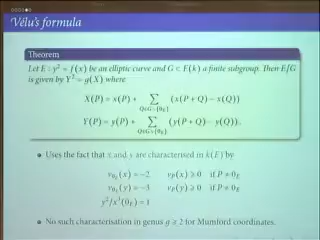 Vélu's formula
Theorem
Let E : y² = f(x) be an elliptic curve and G ⊂ E(k) a finite subgroup. Then E/G
is given by Y² = g(X) where
X(P) = x(P) + ∑_{Q∈G∖{0_E}} (x(P + Q) − x(Q))
Y(P) = y(P) + ∑_{Q∈G∖{0_E}} (y(P + Q) − y(Q)).
Uses the fact that x and y are characterised in k(E) by
v_{0_E}(x) = −2 v_P(x) ⩾ 0 if P ≠ 0_E
v_{0_E}(y) = −3 v_P(y) ⩾ 0 if P ≠ 0_E
y²/x³(0_E) = 1
No such characterisation in genus g ⩾ 2 for Mumford coordinates.